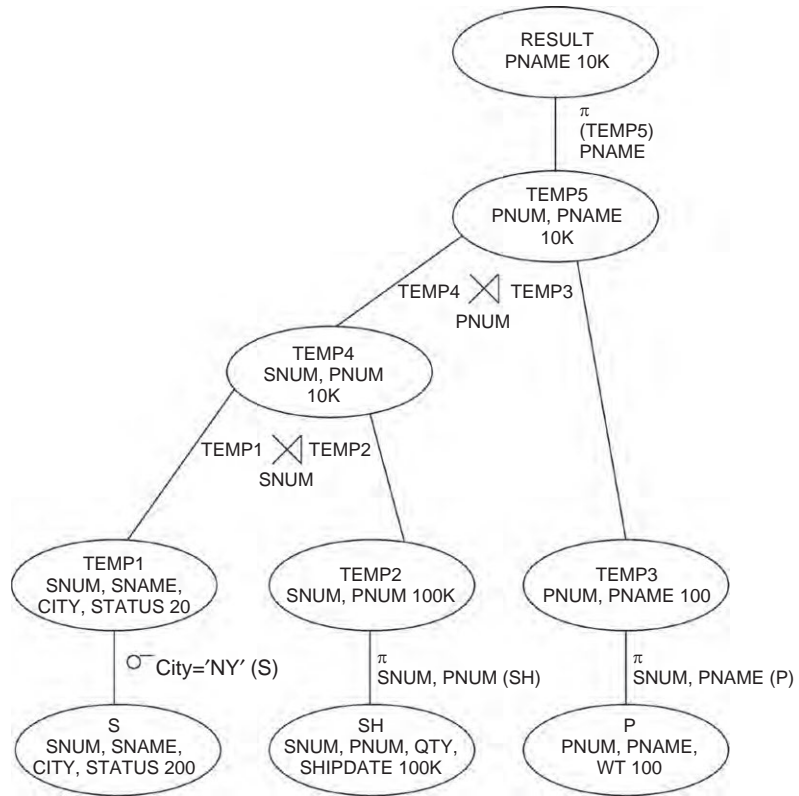 RESULT
PNAME 10K
π
(TEMP5)
PNAME
TEMP5
PNUM, PNAME
10K
TEMP4 TEMP3
PNUM
TEMP4
SNUM, PNUM
10K
TEMP1 TEMP2
SNUM
TEMP1
SNUM, SNAME,
CITY, STATUS 20
TEMP2
SNUM, PNUM 100K
TEMP3
PNUM, PNAME 100
σ City=′NY′ (S)
π
SNUM, PNUM (SH)
π
SNUM, PNAME (P)
S
SNUM, SNAME,
CITY, STATUS 200
SH
SNUM, PNUM, QTY,
SHIPDATE 100K
P
PNUM, PNAME,
WT 100